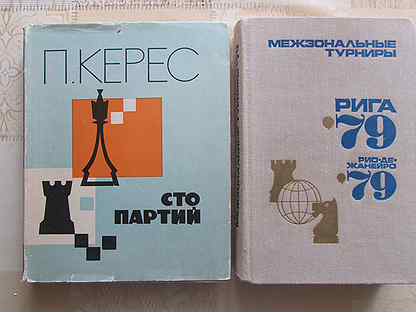 П. КЕРЕС
СТО
ПАРТИЙ
МЕЖЗОНАЛЬНЫЕ
ТУРНИРЫ
РИГА
'79
РИО-ДЕ-
ЖАНЕЙРО
'79